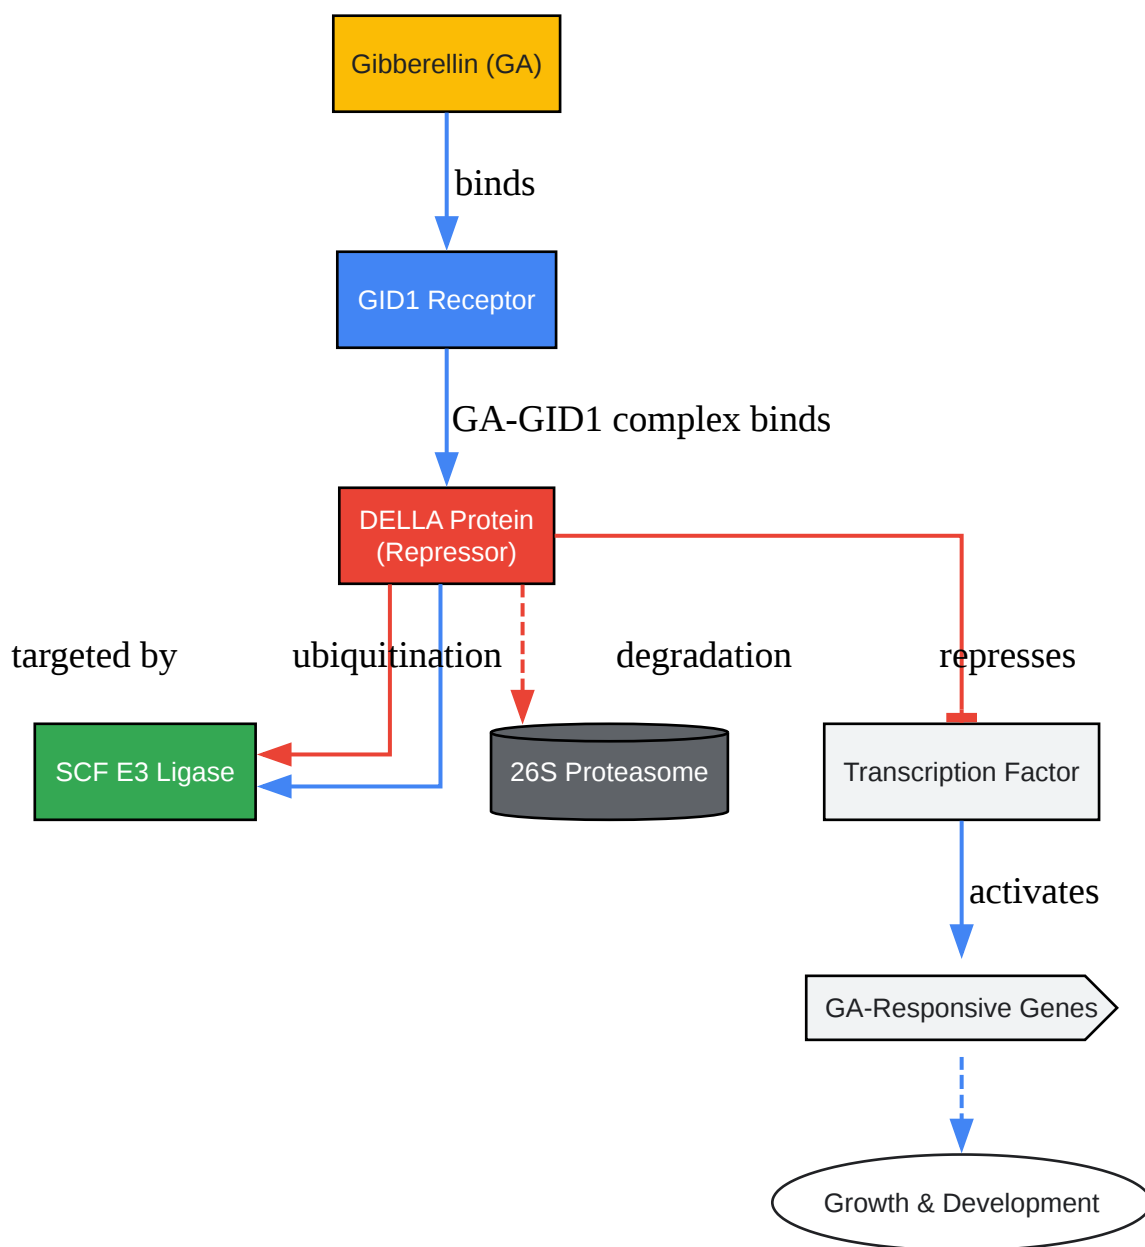 Gibberellin (GA)
binds
GID1 Receptor
GA-GID1 complex binds
DELLA Protein
(Repressor)
targeted by
ubiquitination
degradation
represses
SCF E3 Ligase
26S Proteasome
Transcription Factor
activates
GA-Responsive Genes
Growth & Development